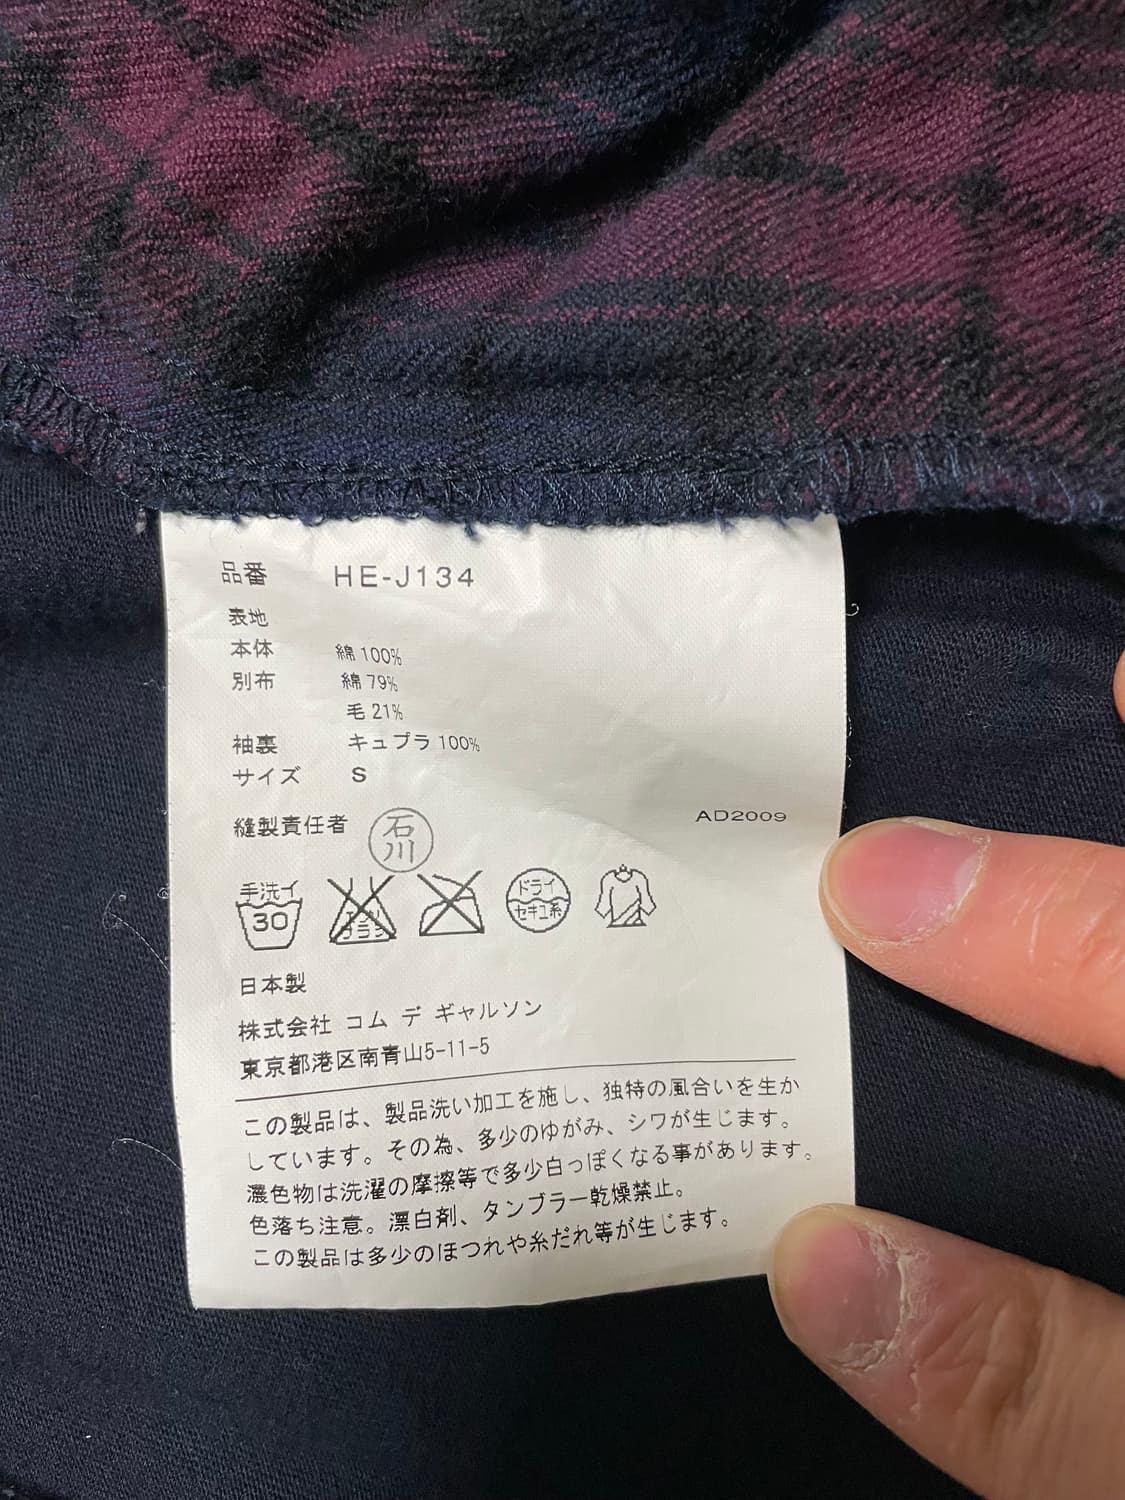 品番 HE-J134
表地
本体 綿 100%
別布 綿 79%
毛 21%
袖裏 キュプラ 100%
サイズ S
縫製責任者 石川
AD2009
手洗イ
30
エンソサラシ
ドライ
セキユ系
日本製
株式会社 コム デ ギャルソン
東京都港区南青山5-11-5
この製品は、製品洗い加工を施し、独特の風合いを生か
しています。その為、多少のゆがみ、シワが生じます。
濃色物は洗濯の摩擦等で多少白っぽくなる事があります。
色落ち注意。漂白剤、タンブラー乾燥禁止。
この製品は多少のほつれや糸だれ等が生じます。